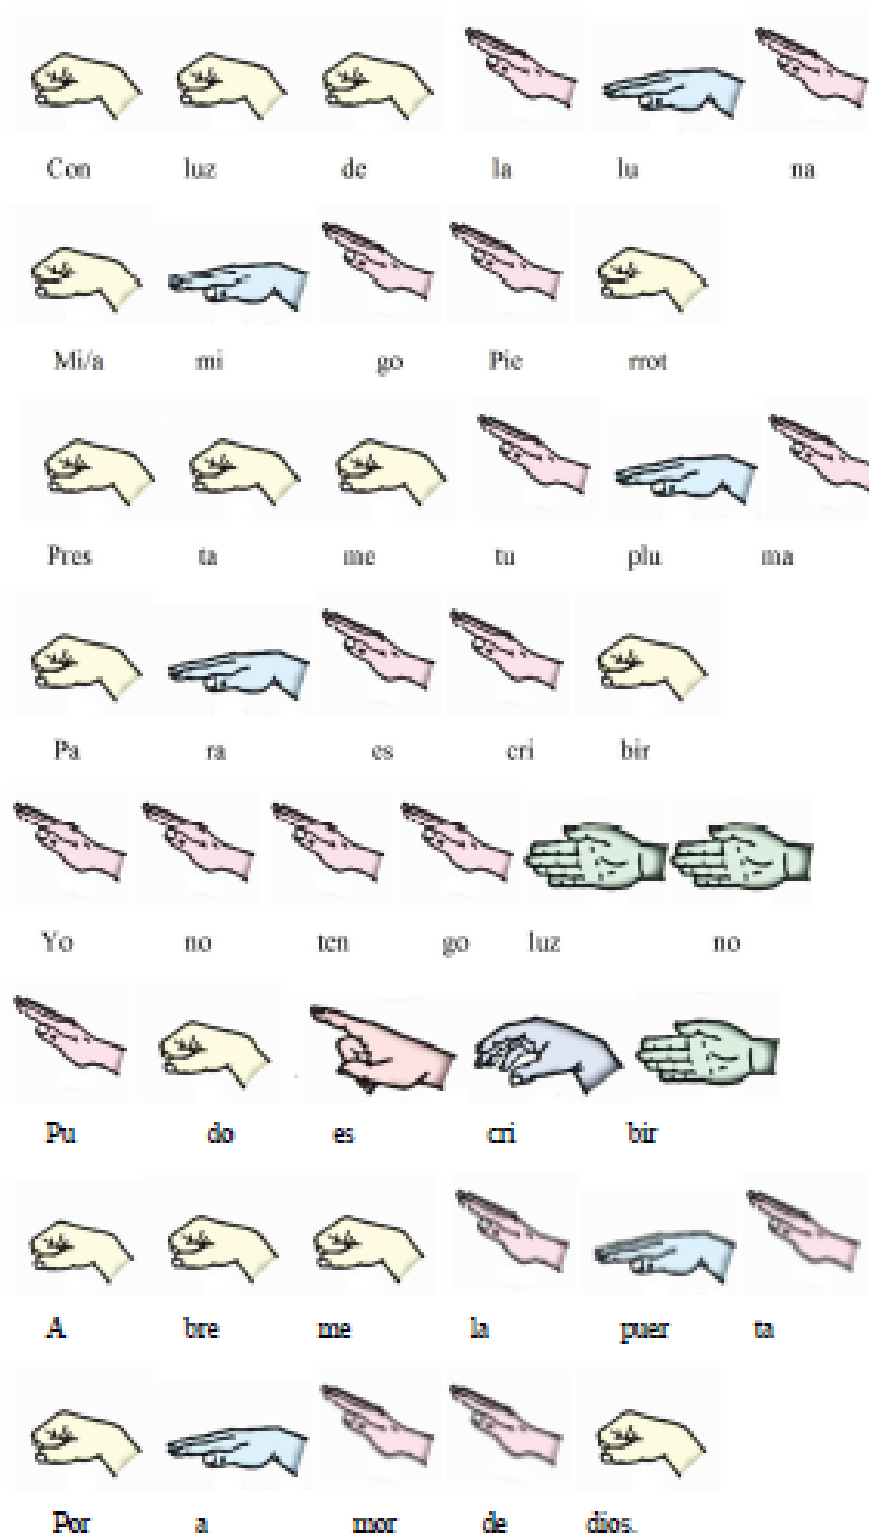 Con luz de la lu na
Mi/a mi go Pie rrot
Pres ta me tu plu ma
Pa ra es cri bir
Yo no ten go luz no
Pu do es cri bir
A bre me la puer ta
Por a mor de dios.